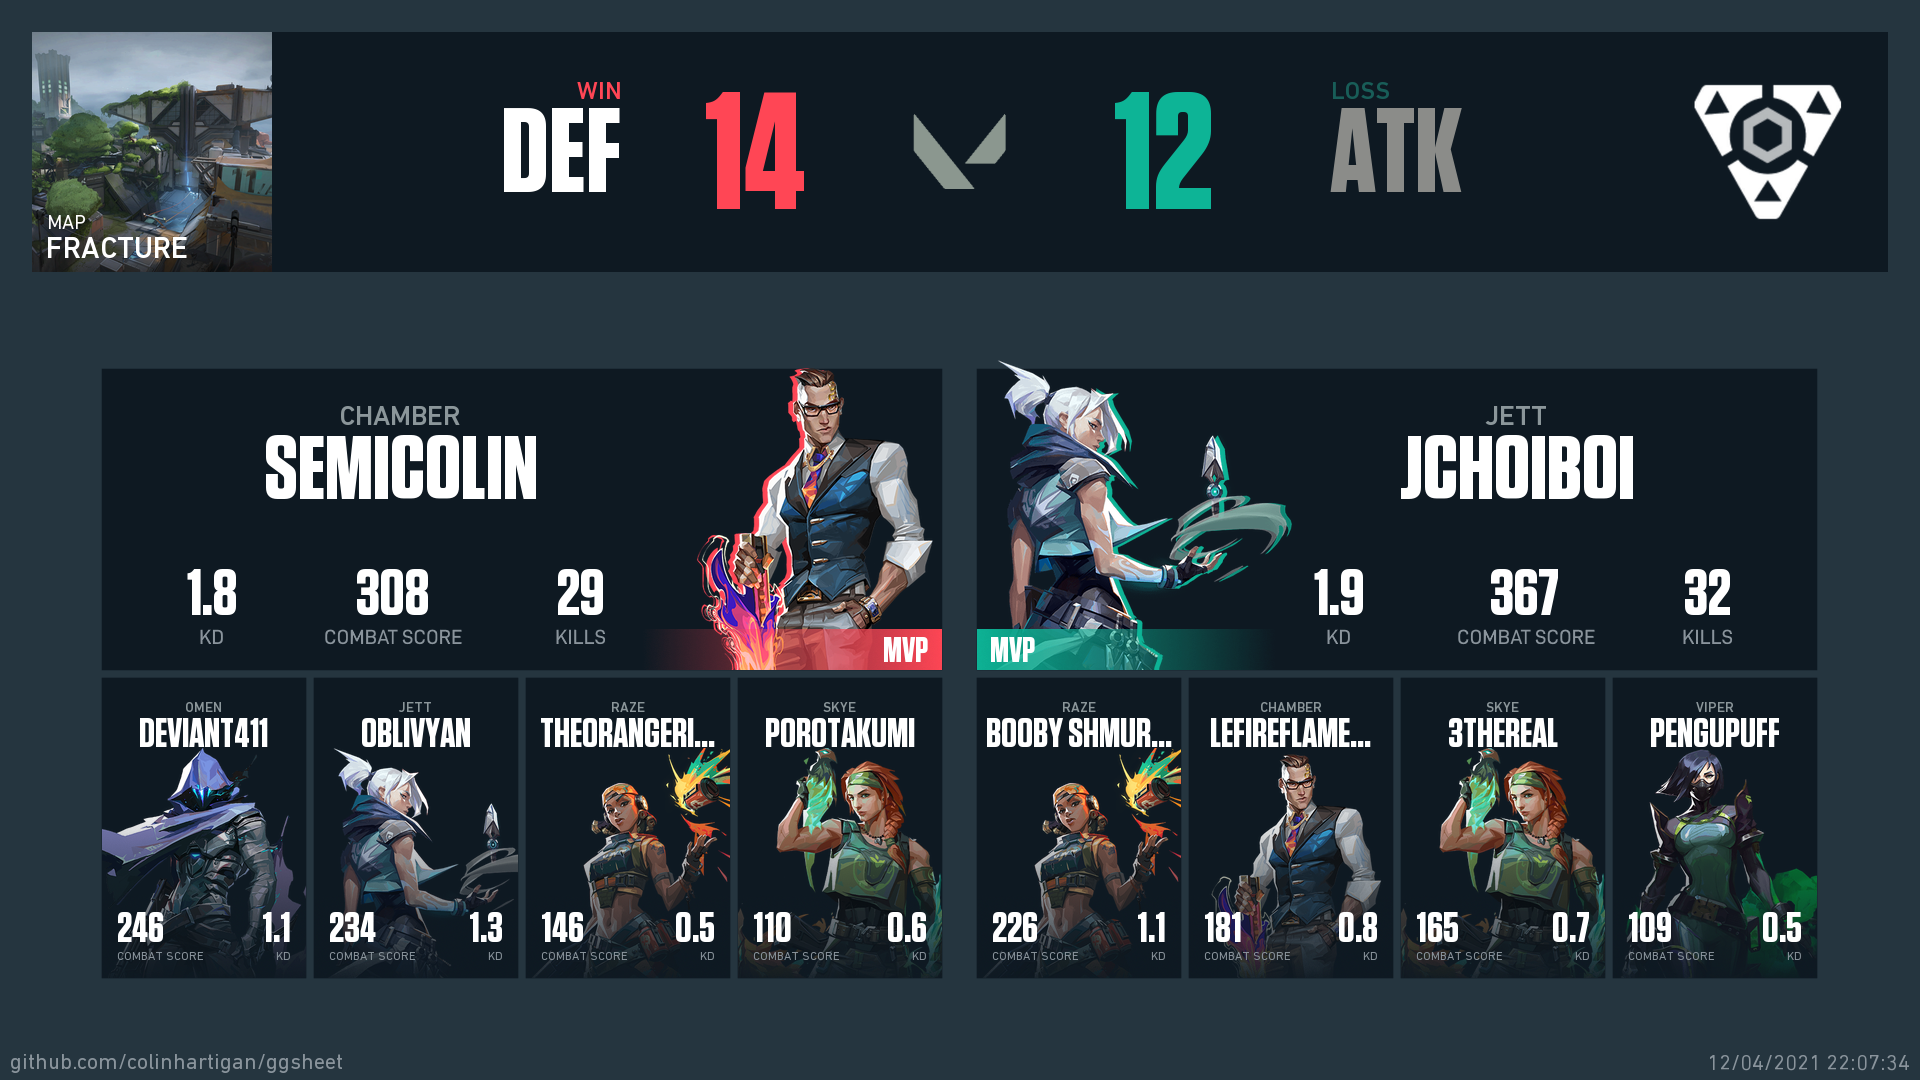 MAP
FRACTURE
WIN
DEF
14
12
LOSS
ATK
CHAMBER
SEMICOLIN
1.8
KD
308
COMBAT SCORE
29
KILLS
MVP
JETT
JCHOIBOI
MVP
1.9
KD
367
COMBAT SCORE
32
KILLS
OMEN
DEVIANT411
246
COMBAT SCORE
1.1
KD
JETT
OBLIVYAN
234
COMBAT SCORE
1.3
KD
RAZE
THEORANGERI...
146
COMBAT SCORE
0.5
KD
SKYE
POROTAKUMI
110
COMBAT SCORE
0.6
KD
RAZE
BOOBY SHMUR...
226
COMBAT SCORE
1.1
KD
CHAMBER
LEFIREFLAME...
181
COMBAT SCORE
0.8
KD
SKYE
3THEREAL
165
COMBAT SCORE
0.7
KD
VIPER
PENGUPUFF
109
COMBAT SCORE
0.5
KD
github.com/colinhartigan/ggsheet
12/04/2021 22:07:34